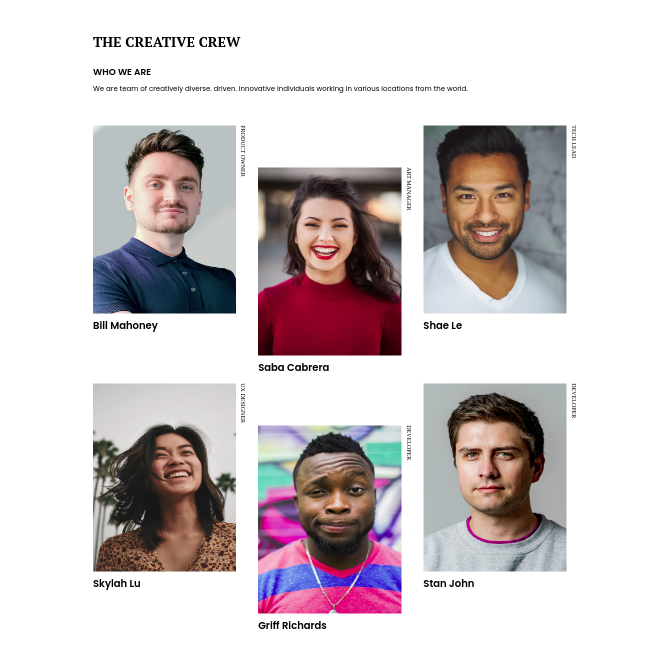 THE CREATIVE CREW
WHO WE ARE
We are team of creatively diverse. driven. innovative individuals working in various locations from the world.
PRODUCT OWNER
Bill Mahoney
ART MANAGER
Saba Cabrera
TECH LEAD
Shae Le
UX DESIGNER
Skylah Lu
DEVELOPER
Griff Richards
DEVELOPER
Stan John